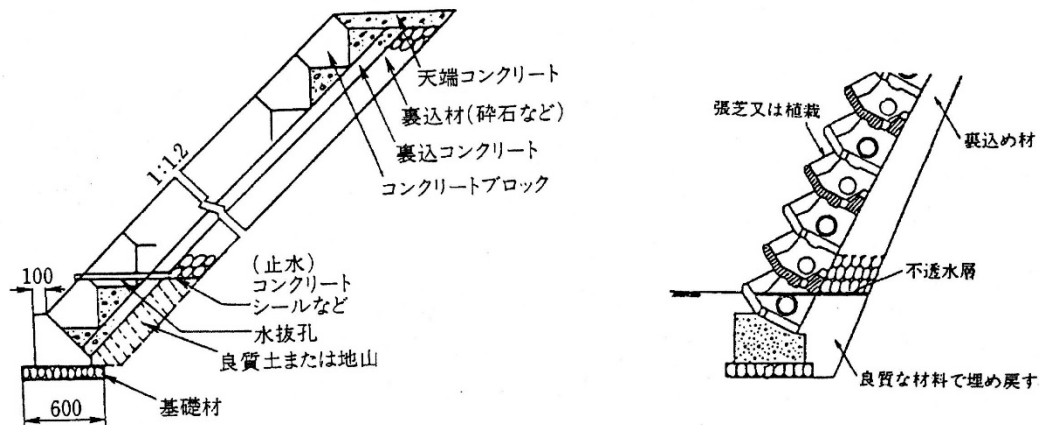 天端コンクリート
裏込材(砕石など)
裏込コンクリート
コンクリートブロック
1:1.2
100
(止水)
コンクリート
シールなど
水抜孔
良質土または地山
基礎材
600
張芝又は植栽
裏込め材
不透水層
良質な材料で埋め戻す